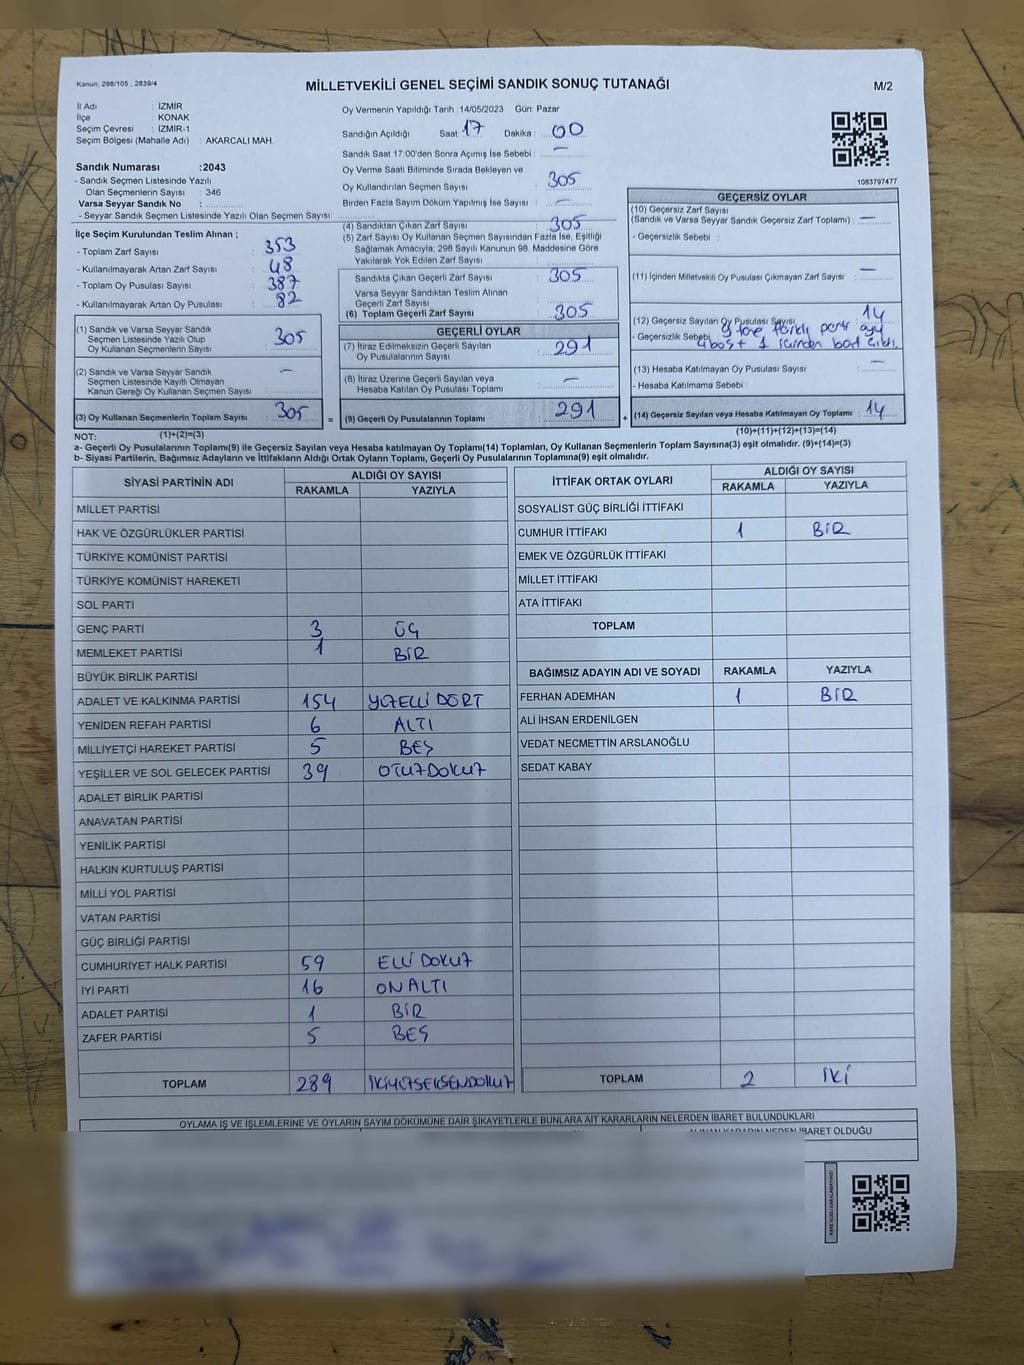 Kanun: 298/105 , 2839/4
MİLLETVEKİLİ GENEL SEÇİMİ SANDIK SONUÇ TUTANAĞI
M/2
İl Adı : İZMİR
İlçe : KONAK
Seçim Çevresi : İZMİR-1
Seçim Bölgesi (Mahalle Adı) : AKARCALI MAH.
Sandık Numarası :2043
- Sandık Seçmen Listesinde Yazılı
Olan Seçmenlerin Sayısı : 346
Varsa Seyyar Sandık No :
- Seyyar Sandık Seçmen Listesinde Yazılı Olan Seçmen Sayısı:
Oy Vermenin Yapıldığı Tarih :14/05/2023 Gün: Pazar
Sandığın Açıldığı Saat : 17 Dakika : 00
Sandık Saat 17:00'den Sonra Açımış İse Sebebi : —
Oy Verme Saati Bitiminde Sırada Bekleyen ve
Oy Kullandırılan Seçmen Sayısı : 305
Birden Fazla Sayım Döküm Yapılmış İse Sayısı : —
1083797477
İlçe Seçim Kurulundan Teslim Alınan ;
- Toplam Zarf Sayısı : 353
- Kullanılmayarak Artan Zarf Sayısı : 48
- Toplam Oy Pusulası Sayısı : 387
- Kullanılmayarak Artan Oy Pusulası : 82
(1) Sandık ve Varsa Seyyar Sandık
Seçmen Listesinde Yazılı Olup
Oy Kullanan Seçmenlerin Sayısı : 305
(2) Sandık ve Varsa Seyyar Sandık
Seçmen Listesinde Kayıtlı Olmayan
Kanun Gereği Oy Kullanan Seçmen Sayısı : —
(3) Oy Kullanan Seçmenlerin Toplam Sayısı : 305 =
(1)+(2)=(3)
(4) Sandıktan Çıkan Zarf Sayısı : 305
(5) Zarf Sayısı Oy Kullanan Seçmen Sayısından Fazla İse, Eşitliği
Sağlamak Amacıyla, 298 Sayılı Kanunun 98. Maddesine Göre
Yakılarak Yok Edilen Zarf Sayısı :
Sandıkta Çıkan Geçerli Zarf Sayısı : 305
Varsa Seyyar Sandıktan Teslim Alınan
Geçerli Zarf Sayısı :
(6) Toplam Geçerli Zarf Sayısı : 305
GEÇERLİ OYLAR
(7) İtiraz Edilmeksizin Geçerli Sayılan
Oy Pusulalarının Sayısı : 291
(8) İtiraz Üzerine Geçerli Sayılan veya
Hesaba Katılan Oy Pusulası Toplamı : —
(9) Geçerli Oy Pusulalarının Toplamı : 291 +
GEÇERSİZ OYLAR
(10) Geçersiz Zarf Sayısı
(Sandık ve Varsa Seyyar Sandık Geçersiz Zarf Toplamı) : —
- Geçersizlik Sebebi :
(11) İçinden Milletvekili Oy Pusulası Çıkmayan Zarf Sayısı : —
(12) Geçersiz Sayılan Oy Pusulası Sayısı : 14
- Geçersizlik Sebebi : 9 tane farklı parti oyu
4 boş + 1 içinden boş çıktı.
(13) Hesaba Katılmayan Oy Pusulası Sayısı : —
- Hesaba Katılmama Sebebi :
(14) Geçersiz Sayılan veya Hesaba Katılmayan Oy Toplamı : 14
(10)+(11)+(12)+(13)=(14)
NOT:
a- Geçerli Oy Pusulalarının Toplamı(9) ile Geçersiz Sayılan veya Hesaba katılmayan Oy Toplamı(14) Toplamları, Oy Kullanan Seçmenlerin Toplam Sayısına(3) eşit olmalıdır. (9)+(14)=(3)
b- Siyasi Partilerin, Bağımsız Adayların ve İttifakların Aldığı Ortak Oyların Toplamı, Geçerli Oy Pusulalarının Toplamına(9) eşit olmalıdır.
SİYASİ PARTİNİN ADI ALDIĞI OY SAYISI
RAKAMLA YAZIYLA
MİLLET PARTİSİ
HAK VE ÖZGÜRLÜKLER PARTİSİ
TÜRKİYE KOMÜNİST PARTİSİ
TÜRKİYE KOMÜNİST HAREKETİ
SOL PARTİ
GENÇ PARTİ 3 ÜÇ
MEMLEKET PARTİSİ 1 BİR
BÜYÜK BİRLİK PARTİSİ
ADALET VE KALKINMA PARTİSİ 154 YÜZELLİ DÖRT
YENİDEN REFAH PARTİSİ 6 ALTI
MİLLİYETÇİ HAREKET PARTİSİ 5 BEŞ
YEŞİLLER VE SOL GELECEK PARTİSİ 39 OTUZDOKUZ
ADALET BİRLİK PARTİSİ
ANAVATAN PARTİSİ
YENİLİK PARTİSİ
HALKIN KURTULUŞ PARTİSİ
MİLLİ YOL PARTİSİ
VATAN PARTİSİ
GÜÇ BİRLİĞİ PARTİSİ
CUMHURİYET HALK PARTİSİ 59 ELLİ DOKUZ
İYİ PARTİ 16 ONALTI
ADALET PARTİSİ 1 BİR
ZAFER PARTİSİ 5 BEŞ
TOPLAM 289 İKİYÜZSEKSENDOKUZ
İTTİFAK ORTAK OYLARI ALDIĞI OY SAYISI
RAKAMLA YAZIYLA
SOSYALİST GÜÇ BİRLİĞİ İTTİFAKI
CUMHUR İTTİFAKI 1 BİR
EMEK VE ÖZGÜRLÜK İTTİFAKI
MİLLET İTTİFAKI
ATA İTTİFAKI
TOPLAM
BAĞIMSIZ ADAYIN ADI VE SOYADI RAKAMLA YAZIYLA
FERHAN ADEMHAN 1 BİR
ALİ İHSAN ERDENİLGEN
VEDAT NECMETTİN ARSLANOĞLU
SEDAT KABAY
TOPLAM 2 İKİ
OYLAMA İŞ VE İŞLEMLERİNE VE OYLARIN SAYIM DÖKÜMÜNE DAİR ŞİKAYETLERLE BUNLARA AİT KARARLARIN NELERDEN İBARET BULUNDUKLARI
ALINAN KARARIN NEDEN İBARET OLDUĞU